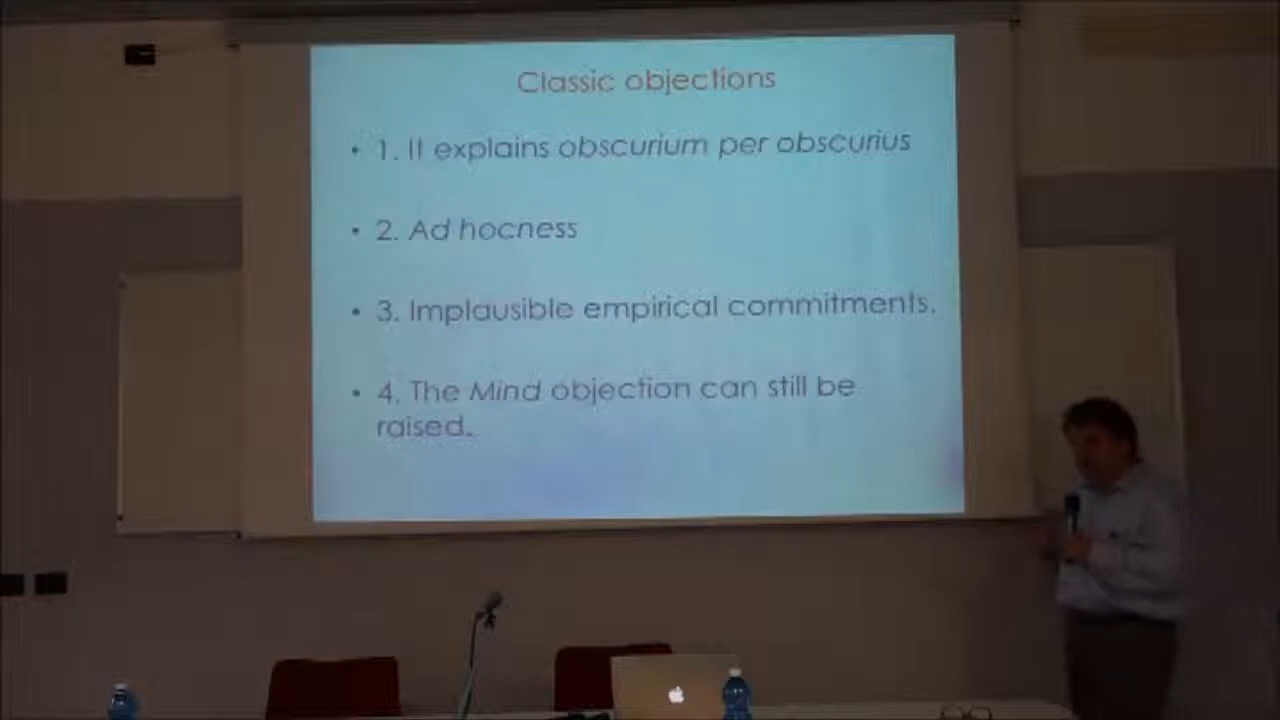 Classic objections
• 1. It explains obscurium per obscurius
• 2. Ad hocness
• 3. Implausible empirical commitments.
• 4. The Mind objection can still be
raised.